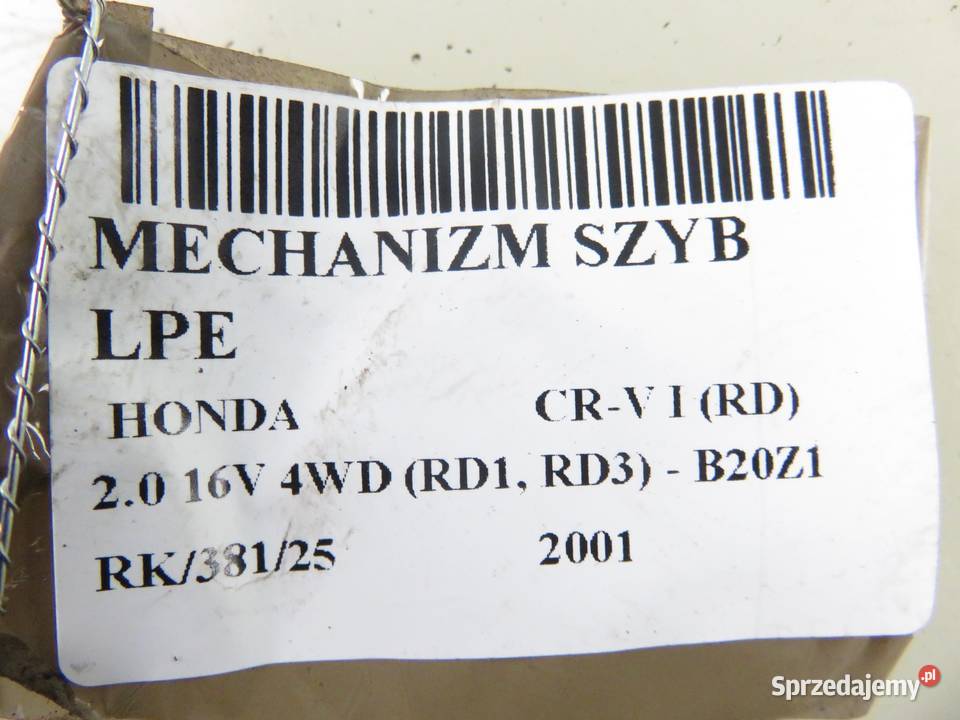 MECHANIZM SZYB
LPE
HONDA CR-V I (RD)
2.0 16V 4WD (RD1, RD3) - B20Z1
RK/381/25 2001
Sprzedajemy.pl